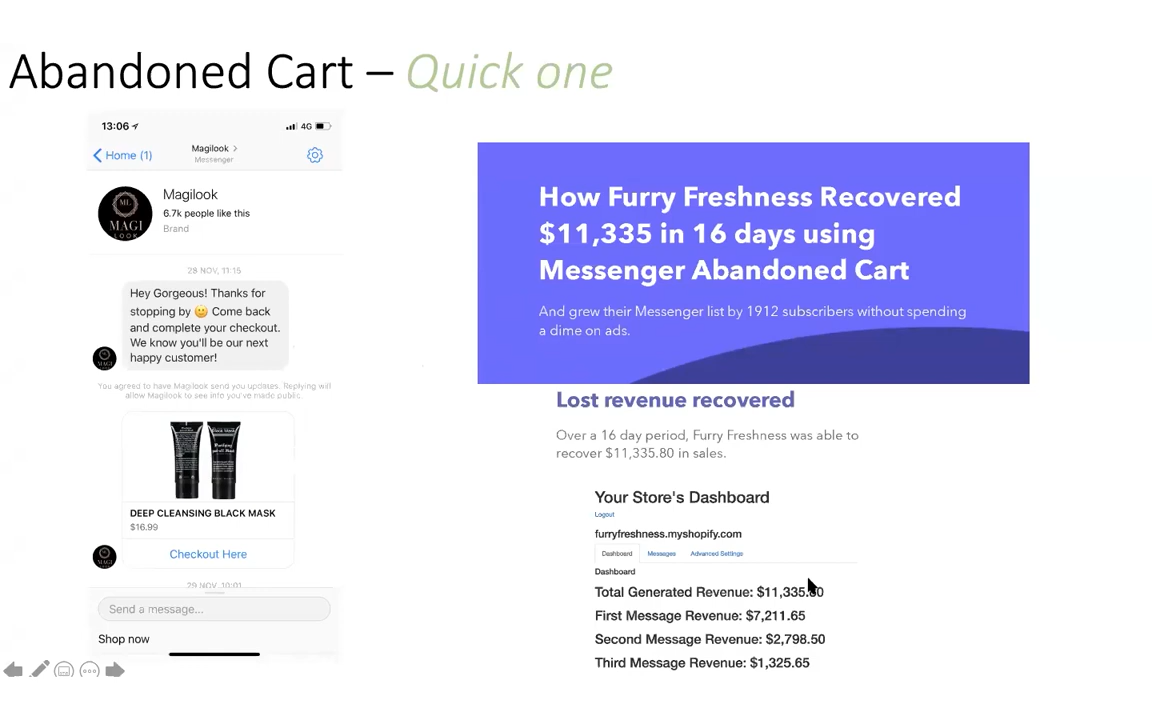 Abandoned Cart – Quick one
13:06
4G
Home (1)
Magilook >
Messenger
ML
MAGI
LOOK
Magilook
6.7k people like this
Brand
28 NOV, 11:15
Hey Gorgeous! Thanks for
stopping by 🙂 Come back
and complete your checkout.
We know you'll be our next
happy customer!
You agreed to have Magilook send you updates. Replying will
allow Magilook to see info you've made public.
DEEP CLEANSING BLACK MASK
$16.99
Checkout Here
29 NOV, 10:01
Send a message...
Shop now
How Furry Freshness Recovered
$11,335 in 16 days using
Messenger Abandoned Cart
And grew their Messenger list by 1912 subscribers without spending
a dime on ads.
Lost revenue recovered
Over a 16 day period, Furry Freshness was able to
recover $11,335.80 in sales.
Your Store's Dashboard
Logout
furryfreshness.myshopify.com
Dashboard Messages Advanced Settings
Dashboard
Total Generated Revenue: $11,335.80
First Message Revenue: $7,211.65
Second Message Revenue: $2,798.50
Third Message Revenue: $1,325.65